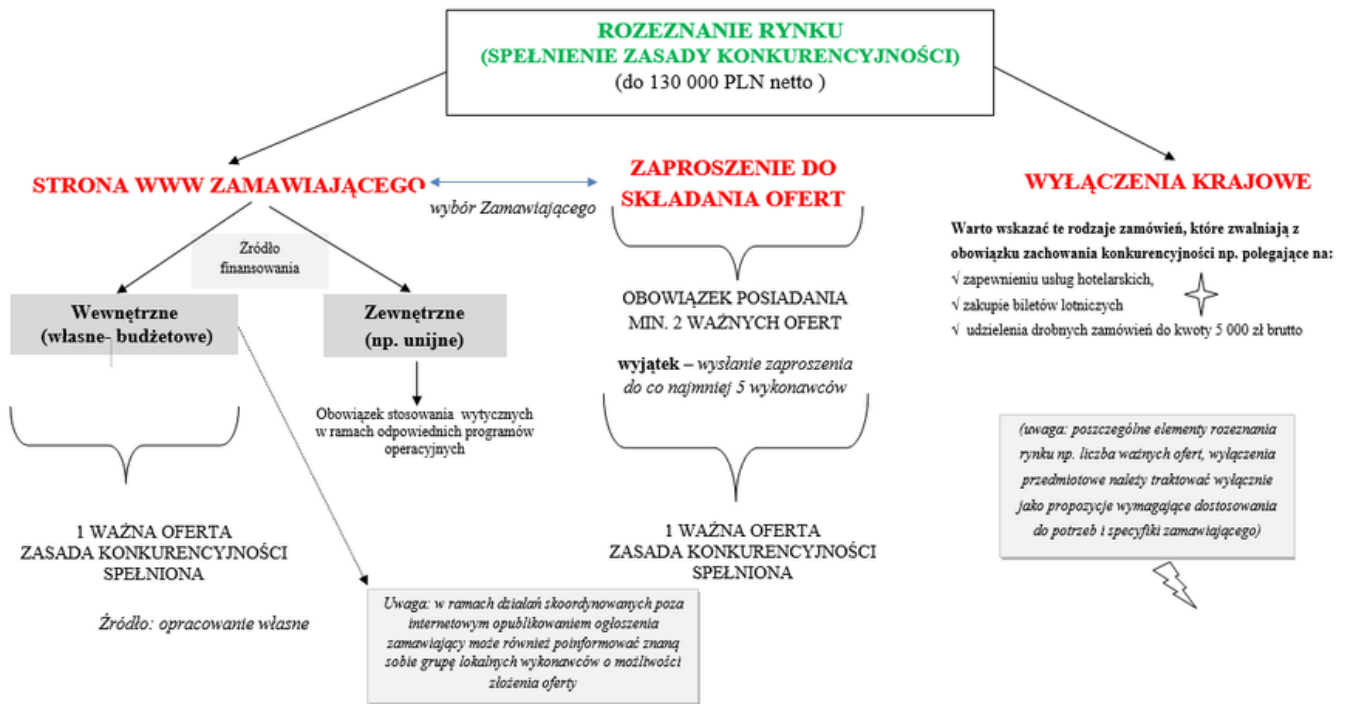 ROZEZNANIE RYNKU
(SPEŁNIENIE ZASADY KONKURENCYJNOŚCI)
(do 130 000 PLN netto )
STRONA WWW ZAMAWIAJĄCEGO
wybór Zamawiającego
ZAPROSZENIE DO
SKŁADANIA OFERT
WYŁĄCZENIA KRAJOWE
Źródło
finansowania
Wewnętrzne
(własne- budżetowe)
Zewnętrzne
(np. unijne)
Obowiązek stosowania wytycznych
w ramach odpowiednich programów
operacyjnych
OBOWIĄZEK POSIADANIA
MIN. 2 WAŻNYCH OFERT
wyjątek – wysłanie zaproszenia
do co najmniej 5 wykonawców
Warto wskazać te rodzaje zamówień, które zwalniają z
obowiązku zachowania konkurencyjności np. polegające na:
√ zapewnieniu usług hotelarskich,
√ zakupie biletów lotniczych
√ udzielenia drobnych zamówień do kwoty 5 000 zł brutto
(uwaga: poszczególne elementy rozeznania
rynku np. liczba ważnych ofert, wyłączenia
przedmiotowe należy traktować wyłącznie
jako propozycje wymagające dostosowania
do potrzeb i specyfiki zamawiającego)
1 WAŻNA OFERTA
ZASADA KONKURENCYJNOŚCI
SPEŁNIONA
1 WAŻNA OFERTA
ZASADA KONKURENCYJNOŚCI
SPEŁNIONA
Źródło: opracowanie własne
Uwaga: w ramach działań skoordynowanych poza
internetowym opublikowaniem ogłoszenia
zamawiający może również poinformować znaną
sobie grupę lokalnych wykonawców o możliwości
złożenia oferty